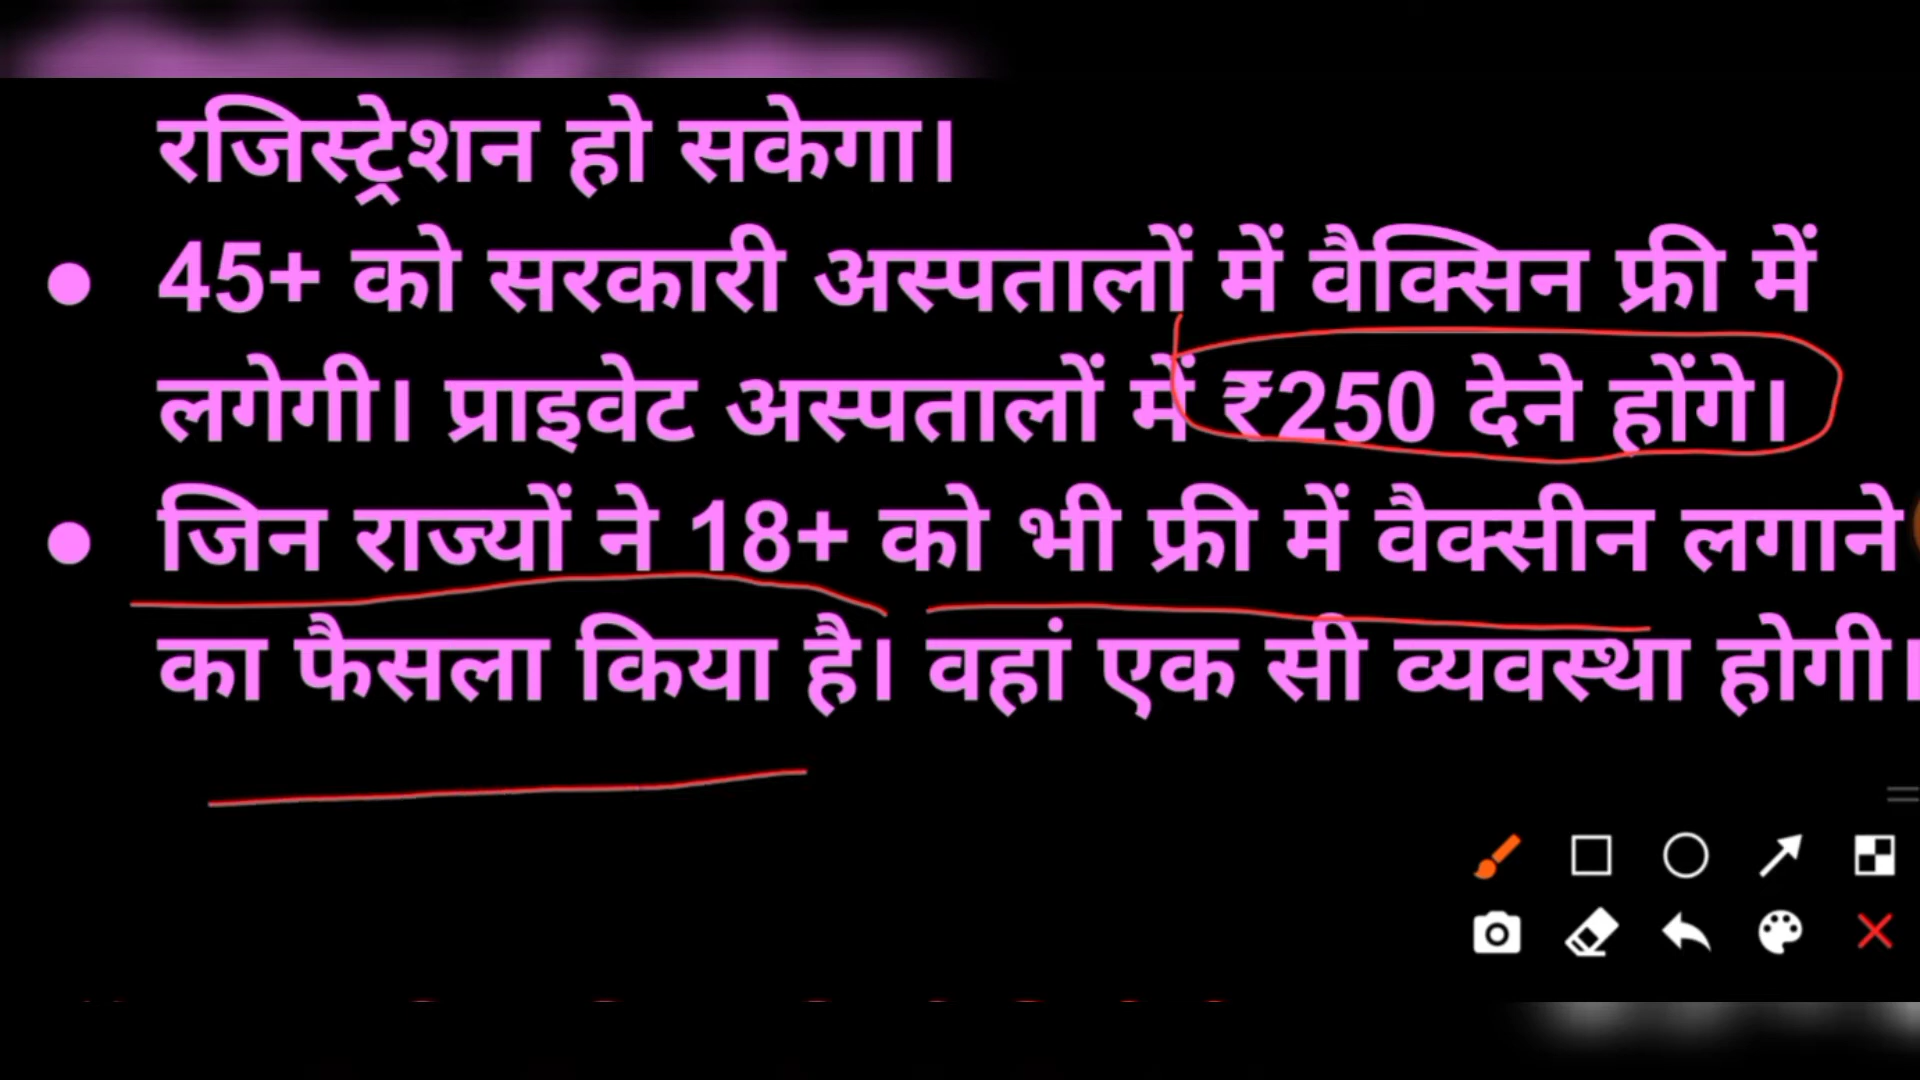 रजिस्ट्रेशन हो सकेगा।
● 45+ को सरकारी अस्पतालों में वैक्सिन फ्री में
लगेगी। प्राइवेट अस्पतालों में ₹250 देने होंगे।
● जिन राज्यों ने 18+ को भी फ्री में वैक्सीन लगाने
का फैसला किया है। वहां एक सी व्यवस्था होगी।